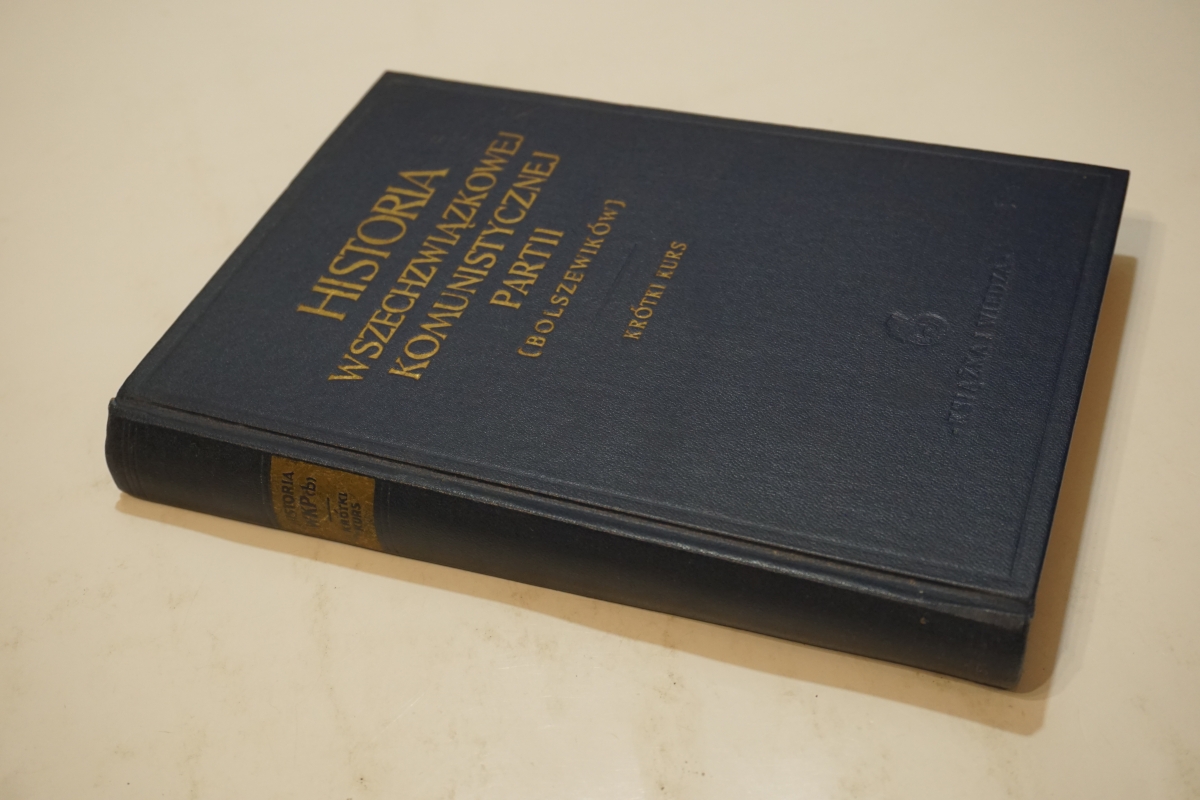 HISTORIA
WSZECHZWIĄZKOWEJ
KOMUNISTYCZNEJ
PARTII
(BOLSZEWIKÓW)
KRÓTKI KURS
KSIĄŻKA I WIEDZA
HISTORIA
WKP(b)
KRÓTKI
KURS